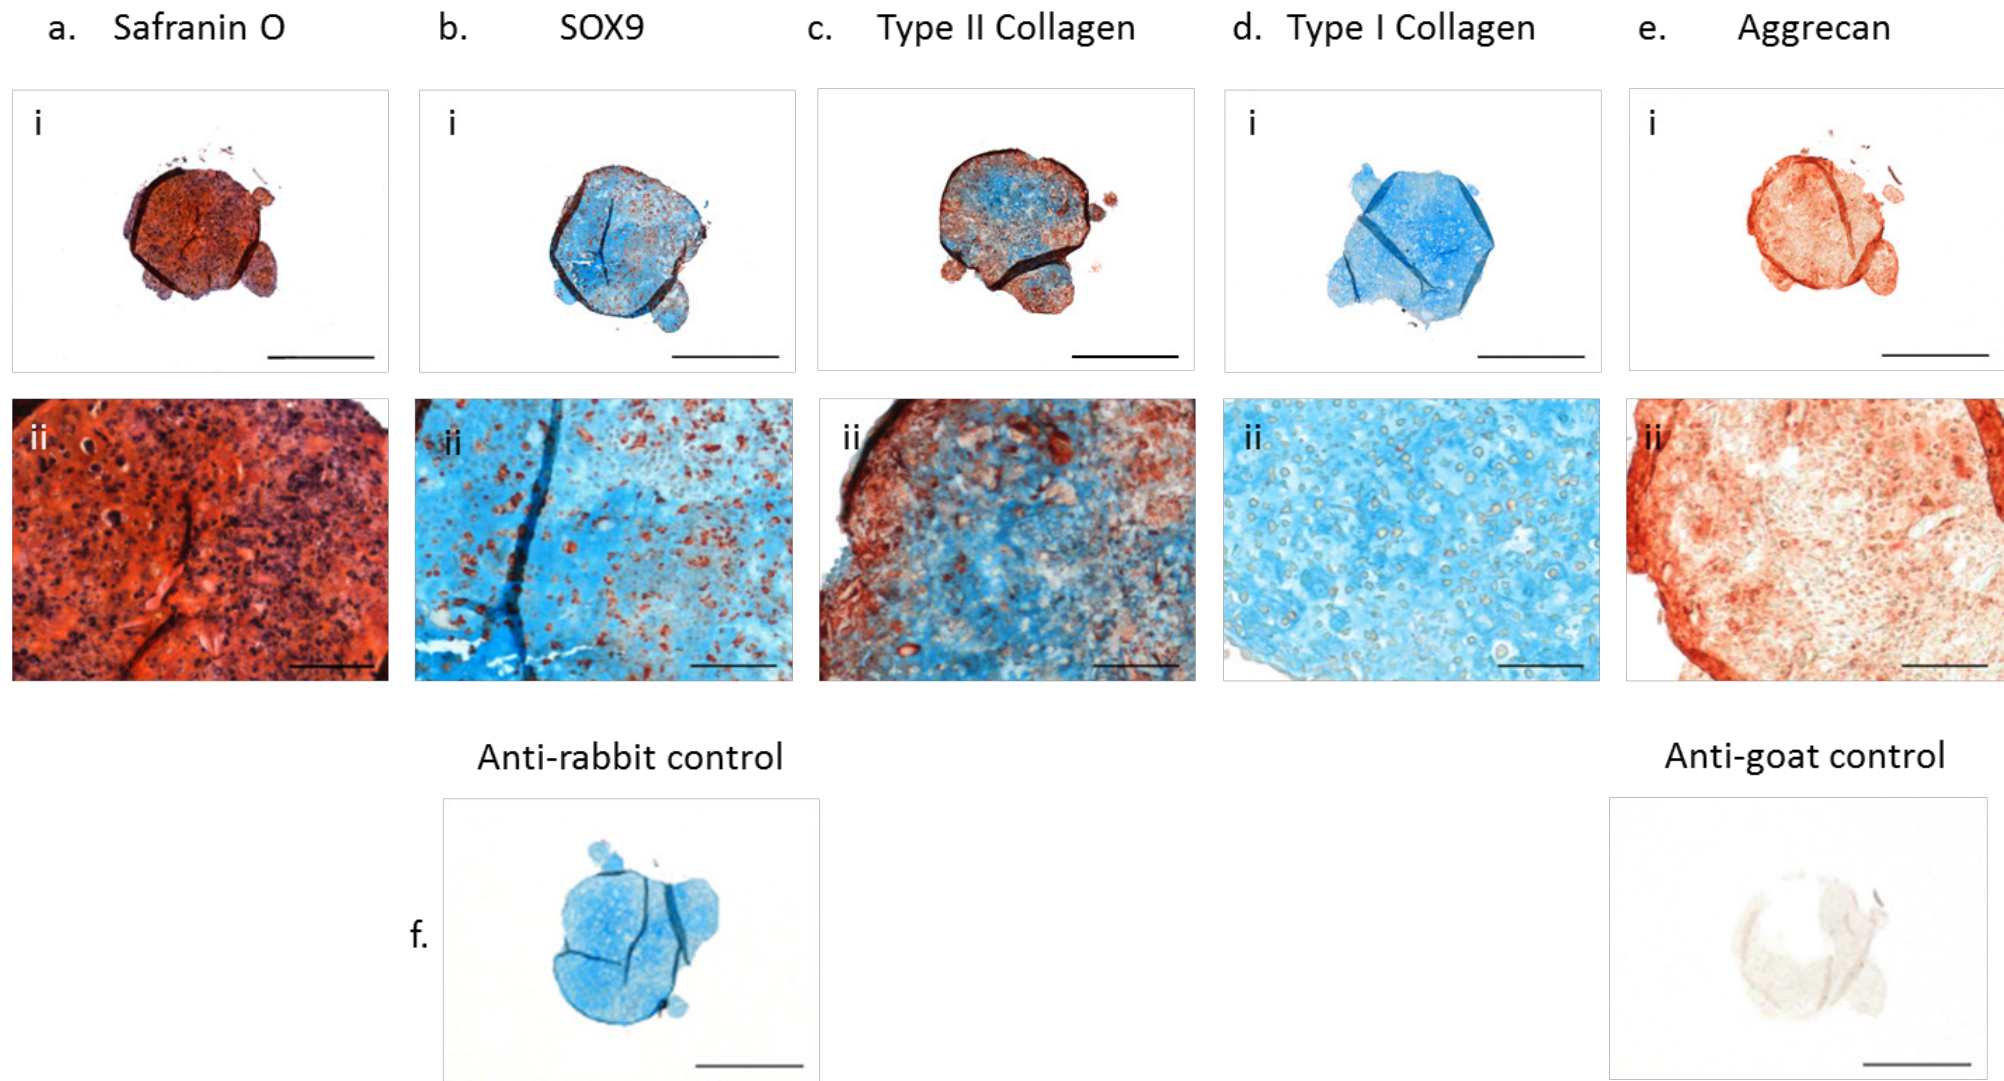 a. Safranin O
b. SOX9
c. Type II Collagen
d. Type I Collagen
e. Aggrecan
i
i
i
i
ii
ii
ii
ii
ii
Anti-rabbit control
Anti-goat control
f.